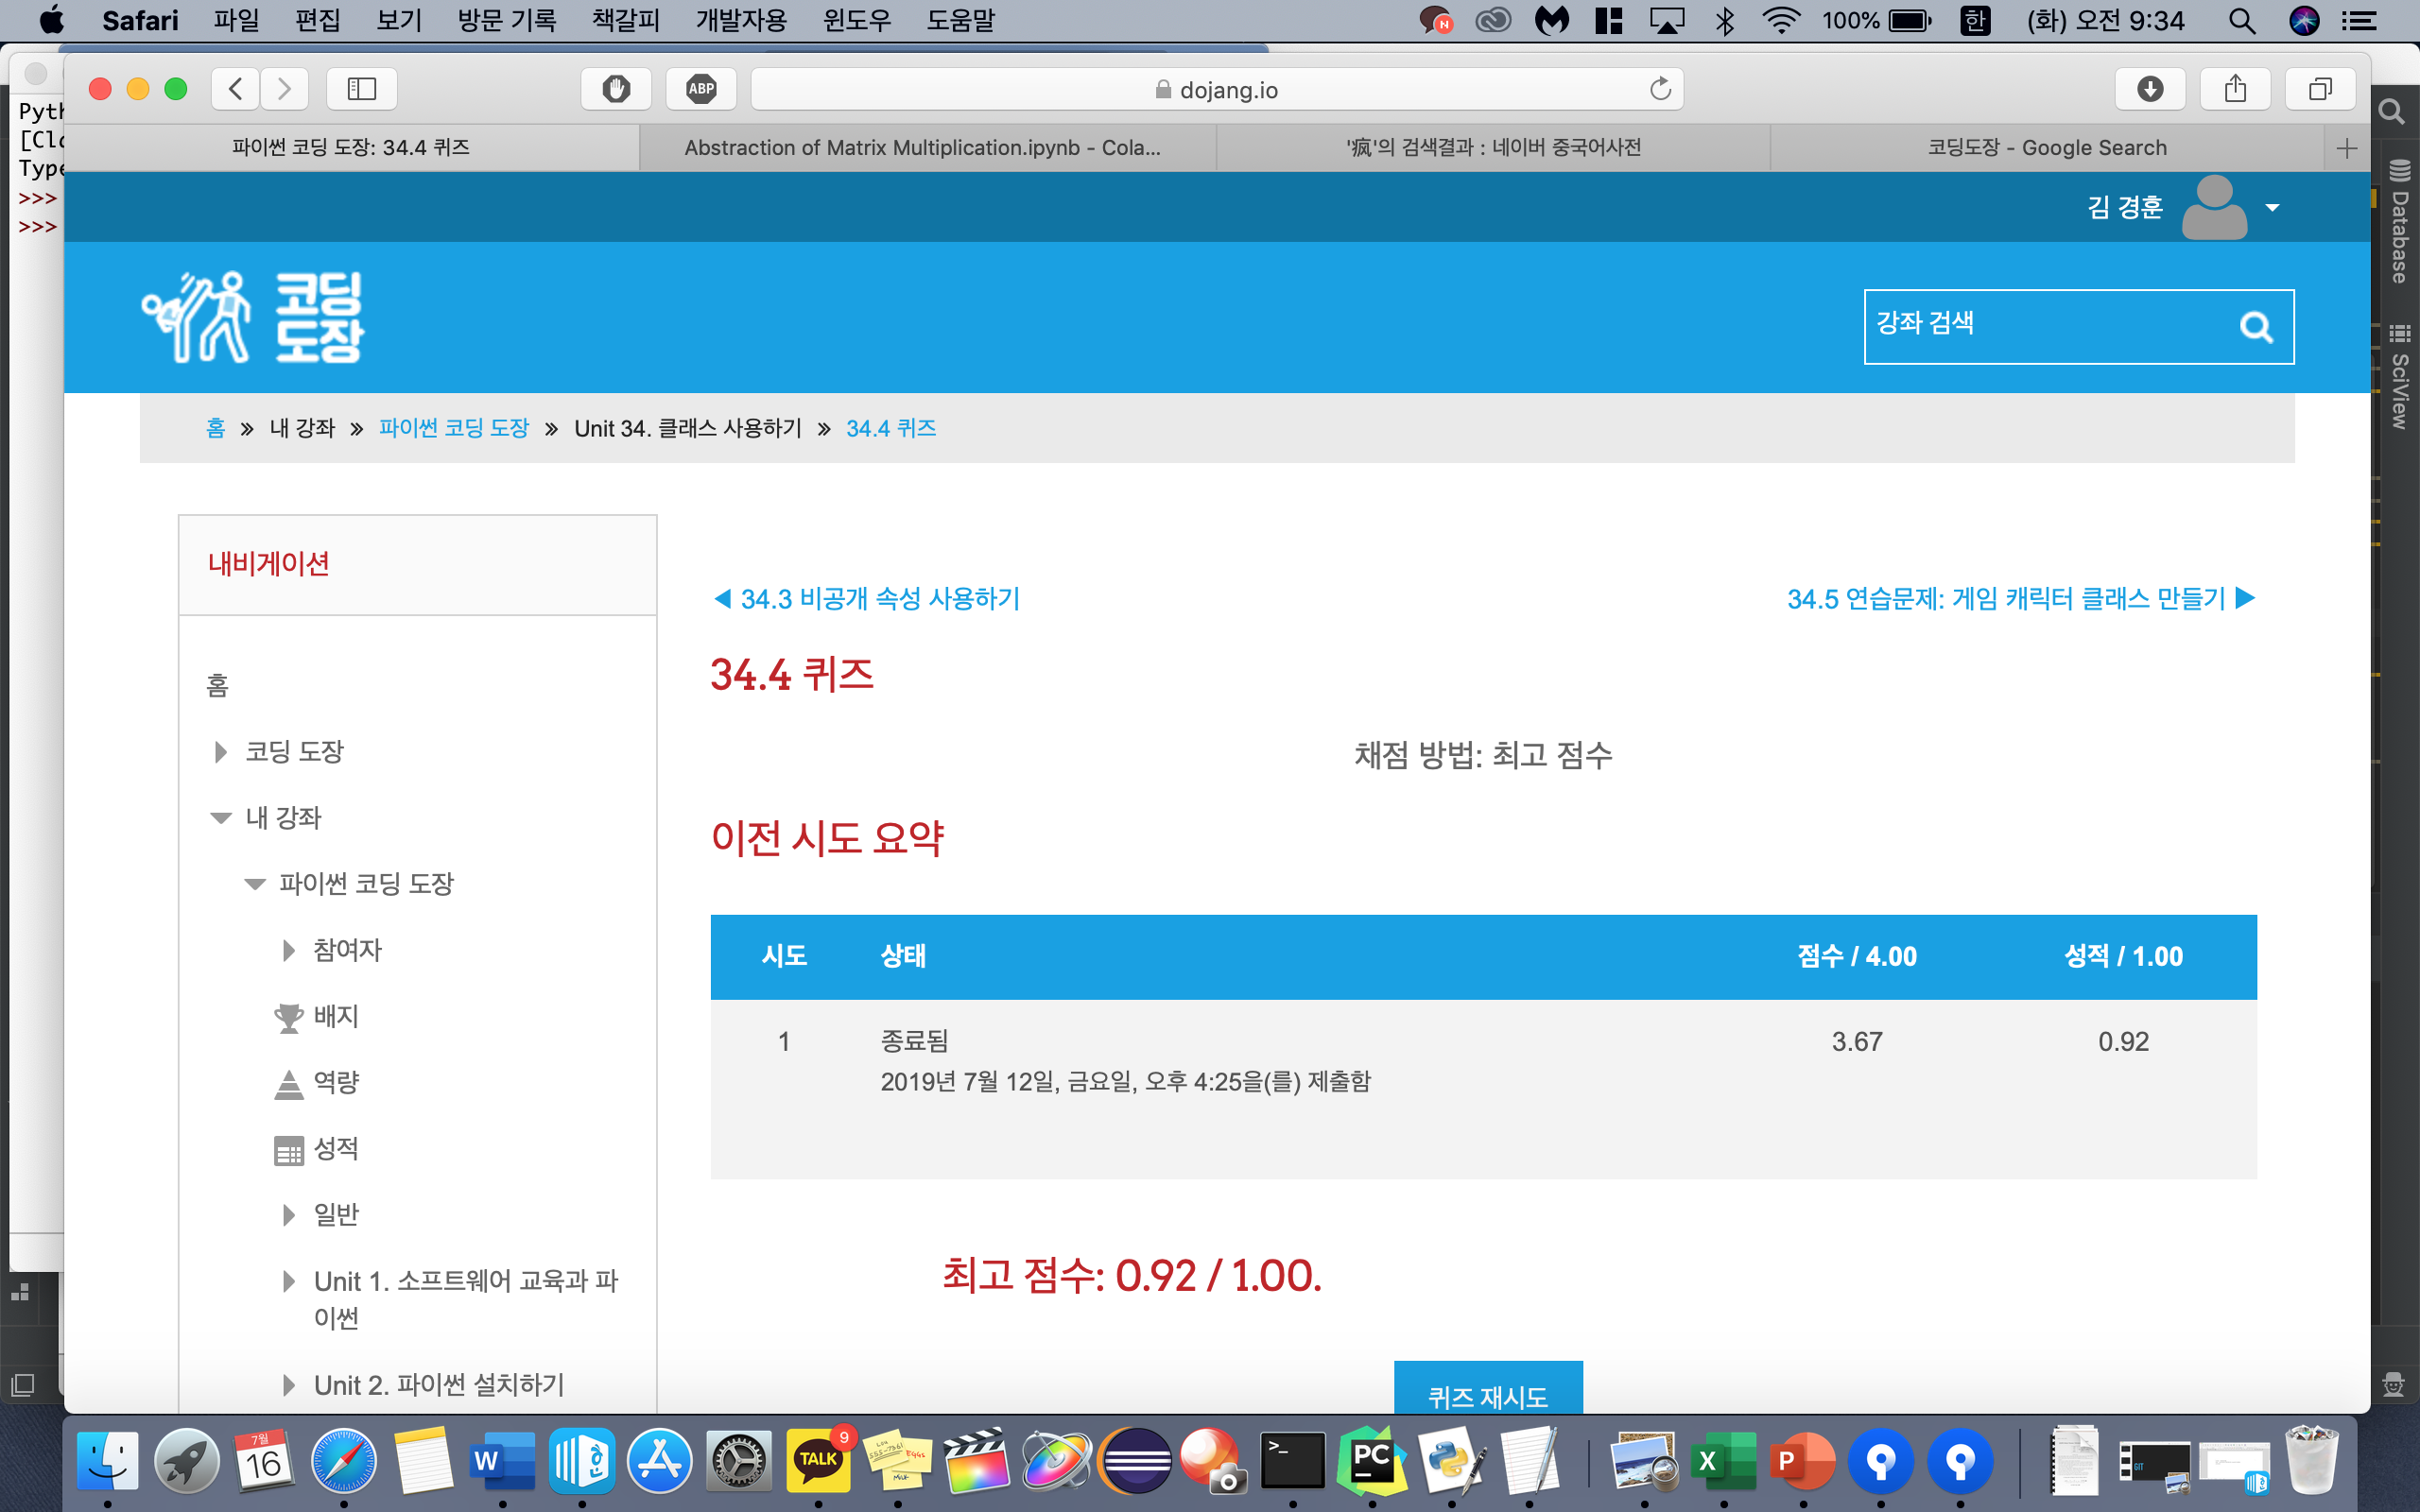 Safari 파일 편집 보기 방문 기록 책갈피 개발자용 윈도우 도움말 N 100% 한 (화) 오전 9:34
ABP dojang.io
파이썬 코딩 도장: 34.4 퀴즈 Abstraction of Matrix Multiplication.ipynb - Cola... '疯'의 검색결과 : 네이버 중국어사전 코딩도장 - Google Search
>>>
>>>
Database
SciView
김 경훈
코딩
도장
강좌 검색
홈 » 내 강좌 » 파이썬 코딩 도장 » Unit 34. 클래스 사용하기 » 34.4 퀴즈
내비게이션
홈
코딩 도장
내 강좌
파이썬 코딩 도장
참여자
배지
역량
성적
일반
Unit 1. 소프트웨어 교육과 파
이썬
Unit 2. 파이썬 설치하기
◀ 34.3 비공개 속성 사용하기 34.5 연습문제: 게임 캐릭터 클래스 만들기 ▶
34.4 퀴즈
채점 방법: 최고 점수
이전 시도 요약
시도 상태 점수 / 4.00 성적 / 1.00
1 종료됨 3.67 0.92
2019년 7월 12일, 금요일, 오후 4:25을(를) 제출함
최고 점수: 0.92 / 1.00.
퀴즈 재시도
7월
16
W
한
TALK
9
>_
PC
X
P
GIT